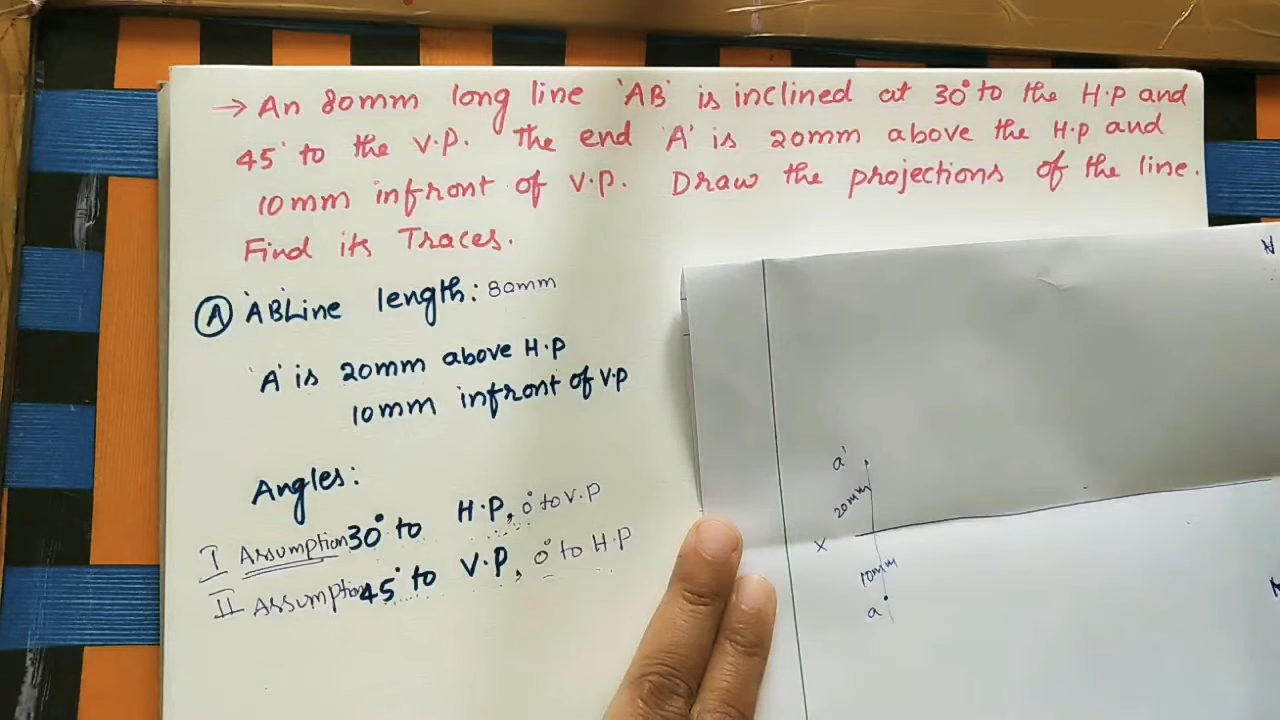 → An 80mm long line 'AB' is inclined at 30° to the H.P and
45° to the V.P. The end 'A' is 20mm above the H.P and
10mm infront of V.P. Draw the projections of the line.
Find its Traces.
Ⓐ 'AB' Line length: 80mm
'A' is 20mm above H.P
10mm infront of V.P
Angles:
I Assumption 30° to H.P, 0° to V.P
II Assumption 45° to V.P, 0° to H.P
a'
20mm
X
10mm
a